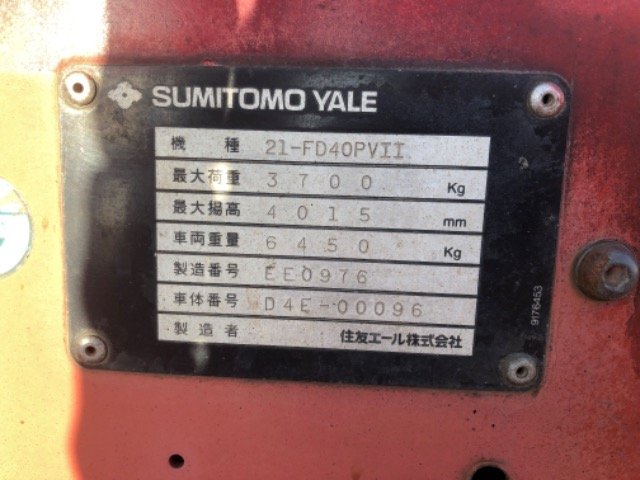 SUMITOMO YALE
機 種 21-FD40PVII
最大荷重 3700 Kg
最大揚高 4015 mm
車両重量 6450 Kg
製造番号 EE0976
車体番号 D4E-00096
製造者 住友エール株式会社
9176453